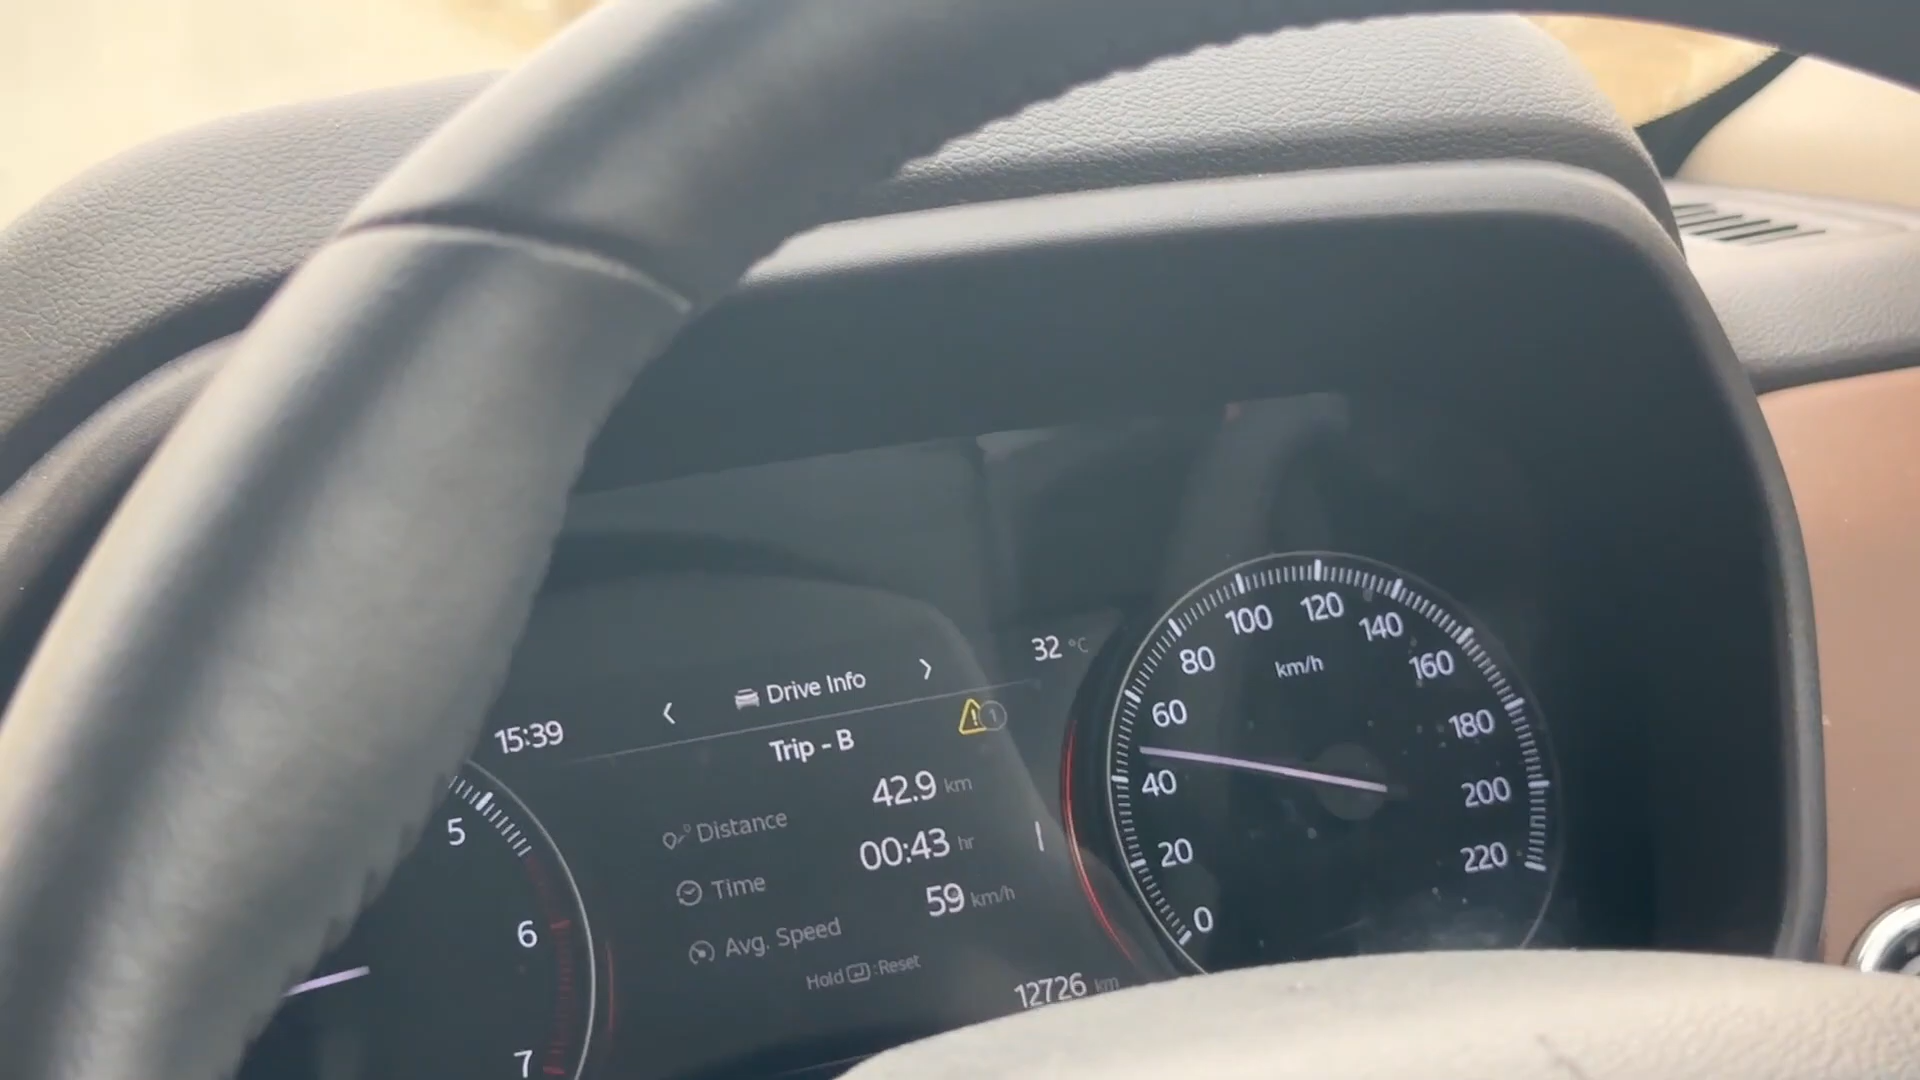 15:39
Drive Info
32 °C
Trip - B
1
Distance 42.9 km
Time 00:43 hr
Avg. Speed 59 km/h
Hold :Reset
12726 km
5
6
7
km/h
0
20
40
60
80
100
120
140
160
180
200
220